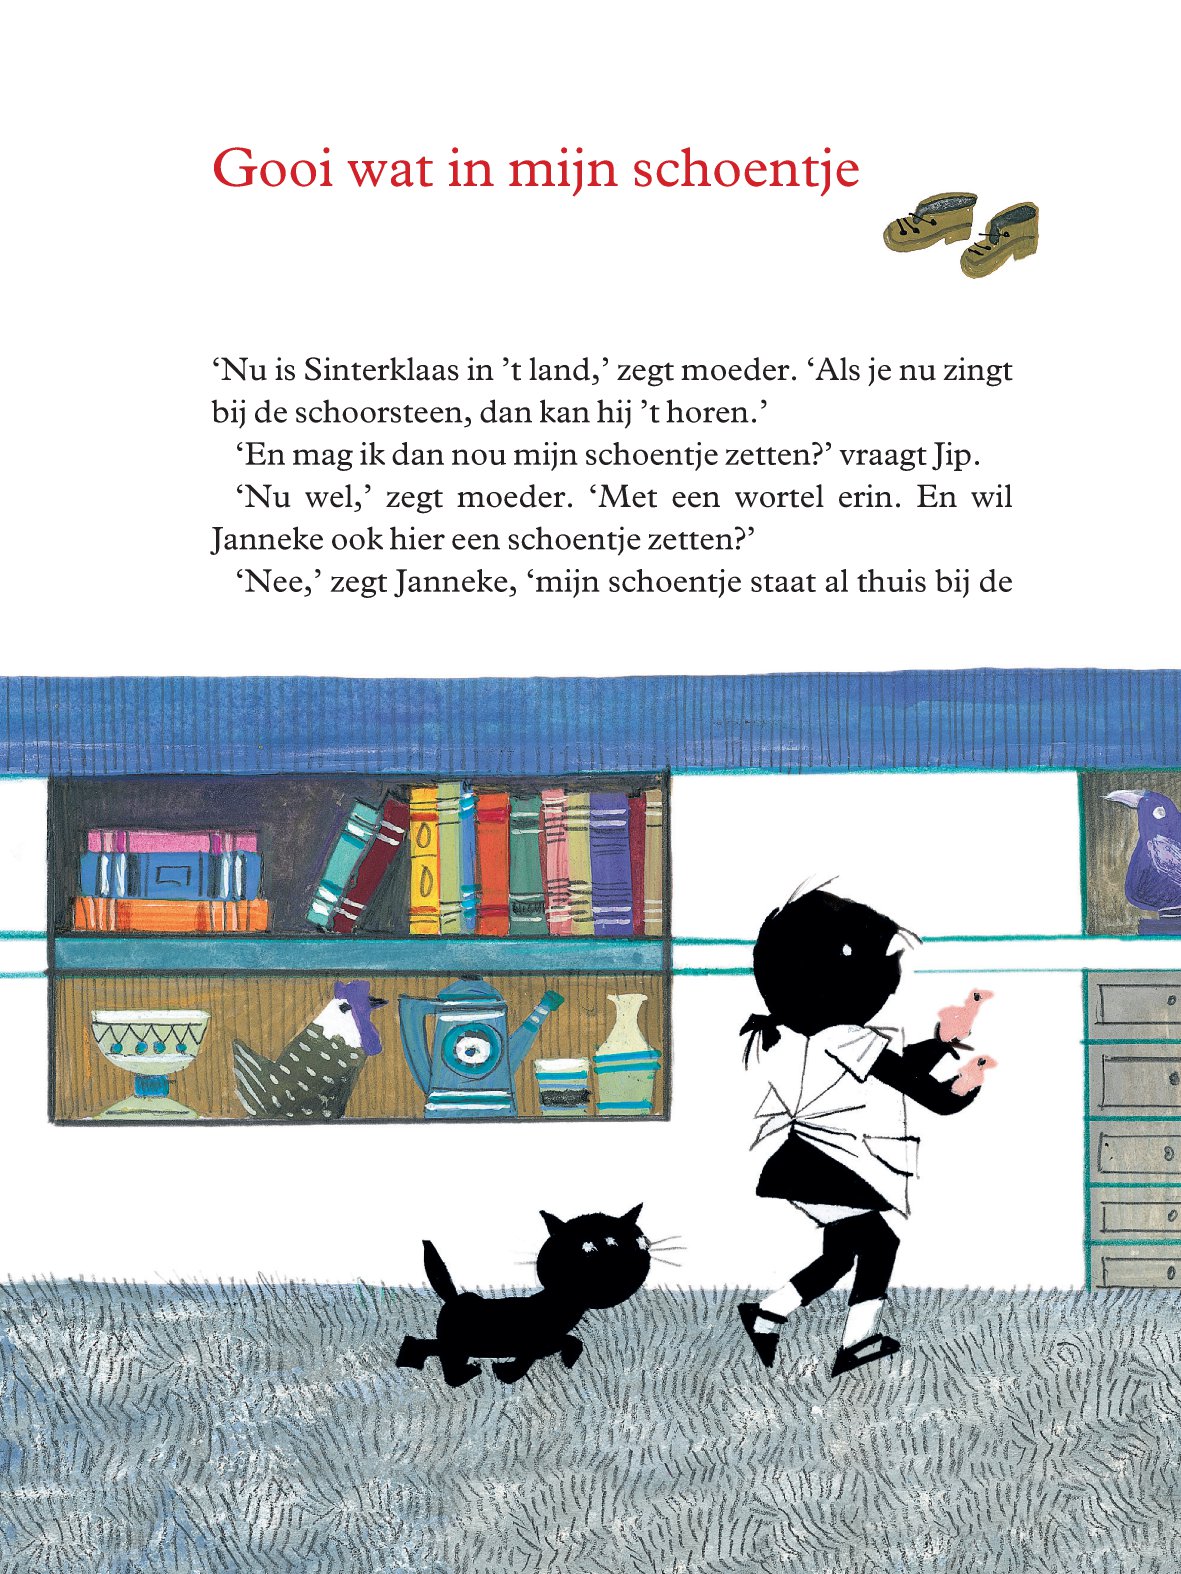 Gooi wat in mijn schoentje
‘Nu is Sinterklaas in ’t land,’ zegt moeder. ‘Als je nu zingt
bij de schoorsteen, dan kan hij ’t horen.’
‘En mag ik dan nou mijn schoentje zetten?’ vraagt Jip.
‘Nu wel,’ zegt moeder. ‘Met een wortel erin. En wil
Janneke ook hier een schoentje zetten?’
‘Nee,’ zegt Janneke, ‘mijn schoentje staat al thuis bij de